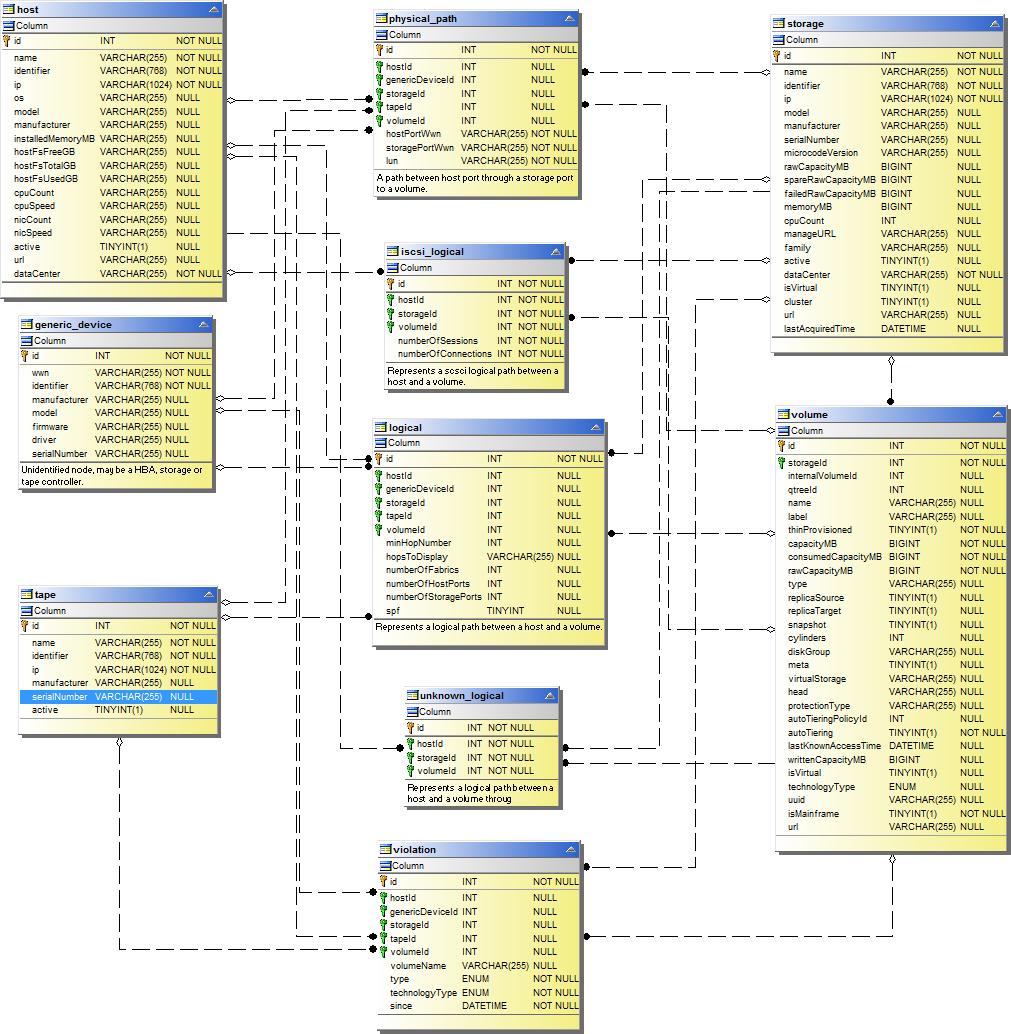 host
Column
id INT NOT NULL
name VARCHAR(255) NOT NULL
identifier VARCHAR(768) NOT NULL
ip VARCHAR(1024) NOT NULL
os VARCHAR(255) NULL
model VARCHAR(255) NULL
manufacturer VARCHAR(255) NULL
installedMemoryMB VARCHAR(255) NULL
hostFsFreeGB VARCHAR(255) NULL
hostFsTotalGB VARCHAR(255) NULL
hostFsUsedGB VARCHAR(255) NULL
cpuCount VARCHAR(255) NULL
cpuSpeed VARCHAR(255) NULL
nicCount VARCHAR(255) NULL
nicSpeed VARCHAR(255) NULL
active TINYINT(1) NULL
url VARCHAR(255) NULL
dataCenter VARCHAR(255) NOT NULL
generic_device
Column
id INT NOT NULL
wwn VARCHAR(255) NOT NULL
identifier VARCHAR(768) NOT NULL
manufacturer VARCHAR(255) NULL
model VARCHAR(255) NULL
firmware VARCHAR(255) NULL
driver VARCHAR(255) NULL
serialNumber VARCHAR(255) NULL
Unidentified node, may be a HBA, storage or
tape controller.
tape
Column
id INT NOT NULL
name VARCHAR(255) NULL
identifier VARCHAR(768) NOT NULL
ip VARCHAR(1024) NOT NULL
manufacturer VARCHAR(255) NULL
serialNumber VARCHAR(255) NULL
active TINYINT(1) NULL
physical_path
Column
id INT NOT NULL
hostId INT NULL
genericDeviceId INT NULL
storageId INT NULL
tapeId INT NULL
volumeId INT NULL
hostPortWwn VARCHAR(255) NOT NULL
storagePortWwn VARCHAR(255) NOT NULL
lun VARCHAR(255) NOT NULL
A path between host port through a storage port
to a volume.
iscsi_logical
Column
id INT NOT NULL
hostId INT NOT NULL
storageId INT NOT NULL
volumeId INT NOT NULL
numberOfSessions INT NOT NULL
numberOfConnections INT NOT NULL
Represents a scsci logical path between a
host and a volume.
logical
Column
id INT NOT NULL
hostId INT NULL
genericDeviceId INT NULL
storageId INT NULL
tapeId INT NULL
volumeId INT NULL
minHopNumber INT NULL
hopsToDisplay VARCHAR(255) NULL
numberOfFabrics INT NULL
numberOfHostPorts INT NULL
numberOfStoragePorts INT NULL
spf TINYINT NULL
Represents a logical path between a host and a volume.
unknown_logical
Column
id INT NOT NULL
hostId INT NOT NULL
storageId INT NOT NULL
volumeId INT NOT NULL
Represents a logical path between a
host and a volume throug
violation
Column
id INT NOT NULL
hostId INT NULL
genericDeviceId INT NULL
storageId INT NULL
tapeId INT NULL
volumeId INT NULL
volumeName VARCHAR(255) NULL
type ENUM NOT NULL
technologyType ENUM NOT NULL
since DATETIME NOT NULL
storage
Column
id INT NOT NULL
name VARCHAR(255) NOT NULL
identifier VARCHAR(768) NOT NULL
ip VARCHAR(1024) NOT NULL
model VARCHAR(255) NULL
manufacturer VARCHAR(255) NULL
serialNumber VARCHAR(255) NULL
microcodeVersion VARCHAR(255) NULL
rawCapacityMB BIGINT NULL
spareRawCapacityMB BIGINT NULL
failedRawCapacityMB BIGINT NULL
memoryMB BIGINT NULL
cpuCount INT NULL
manageURL VARCHAR(255) NULL
family VARCHAR(255) NULL
active TINYINT(1) NULL
dataCenter VARCHAR(255) NOT NULL
isVirtual TINYINT(1) NULL
cluster TINYINT(1) NULL
url VARCHAR(255) NULL
lastAcquiredTime DATETIME NULL
volume
Column
id INT NOT NULL
storageId INT NOT NULL
internalVolumeId INT NULL
qtreeId INT NULL
name VARCHAR(255) NULL
label VARCHAR(255) NULL
thinProvisioned TINYINT(1) NOT NULL
capacityMB BIGINT NOT NULL
consumedCapacityMB BIGINT NOT NULL
rawCapacityMB BIGINT NOT NULL
type VARCHAR(255) NULL
replicaSource TINYINT(1) NULL
replicaTarget TINYINT(1) NULL
snapshot TINYINT(1) NULL
cylinders INT NULL
diskGroup VARCHAR(255) NULL
meta TINYINT(1) NULL
virtualStorage VARCHAR(255) NULL
head VARCHAR(255) NULL
protectionType VARCHAR(255) NULL
autoTieringPolicyId INT NULL
autoTiering TINYINT(1) NOT NULL
lastKnownAccessTime DATETIME NULL
writtenCapacityMB BIGINT NULL
isVirtual TINYINT(1) NULL
technologyType ENUM NULL
uuid VARCHAR(255) NULL
isMainframe TINYINT(1) NOT NULL
url VARCHAR(255) NULL